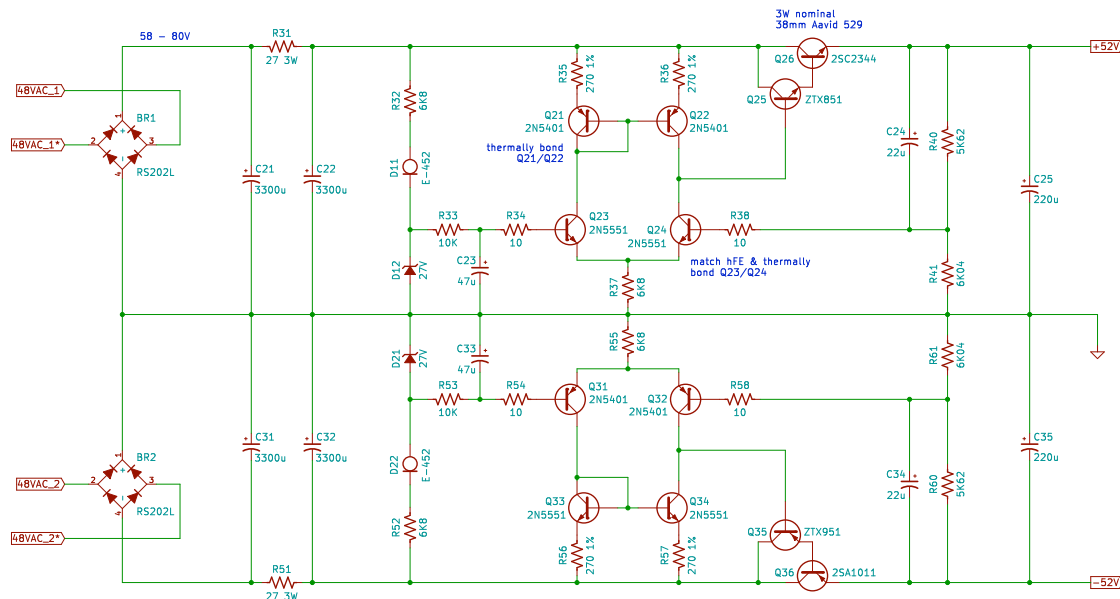 3W nominal
38mm Aavid 529
58 – 80V
R31
27 3W
+52V
Q26
2SC2344
R35
270 1%
R36
270 1%
48VAC_1
R32
6K8
Q25
ZTX851
BR1
1
2
3
4
+
-
RS202L
48VAC_1*
Q21
2N5401
Q22
2N5401
thermally bond
Q21/Q22
C24
22u
R40
5K62
C21
3300u
C22
3300u
D11
E-452
C25
220u
R33
10K
R34
10
Q23
2N5551
Q24
2N5551
R38
10
match hFE & thermally
bond Q23/Q24
D12
27V
C23
47u
R37
6K8
R41
6K04
D21
27V
C33
47u
R55
6K8
R61
6K04
R53
10K
R54
10
Q31
2N5401
Q32
2N5401
R58
10
C31
3300u
C32
3300u
D22
E-452
C35
220u
BR2
1
2
3
4
+
-
RS202L
48VAC_2
48VAC_2*
C34
22u
R60
5K62
R52
6K8
Q33
2N5551
Q34
2N5551
Q35
ZTX951
R56
270 1%
R57
270 1%
Q36
2SA1011
R51
27 3W
-52V